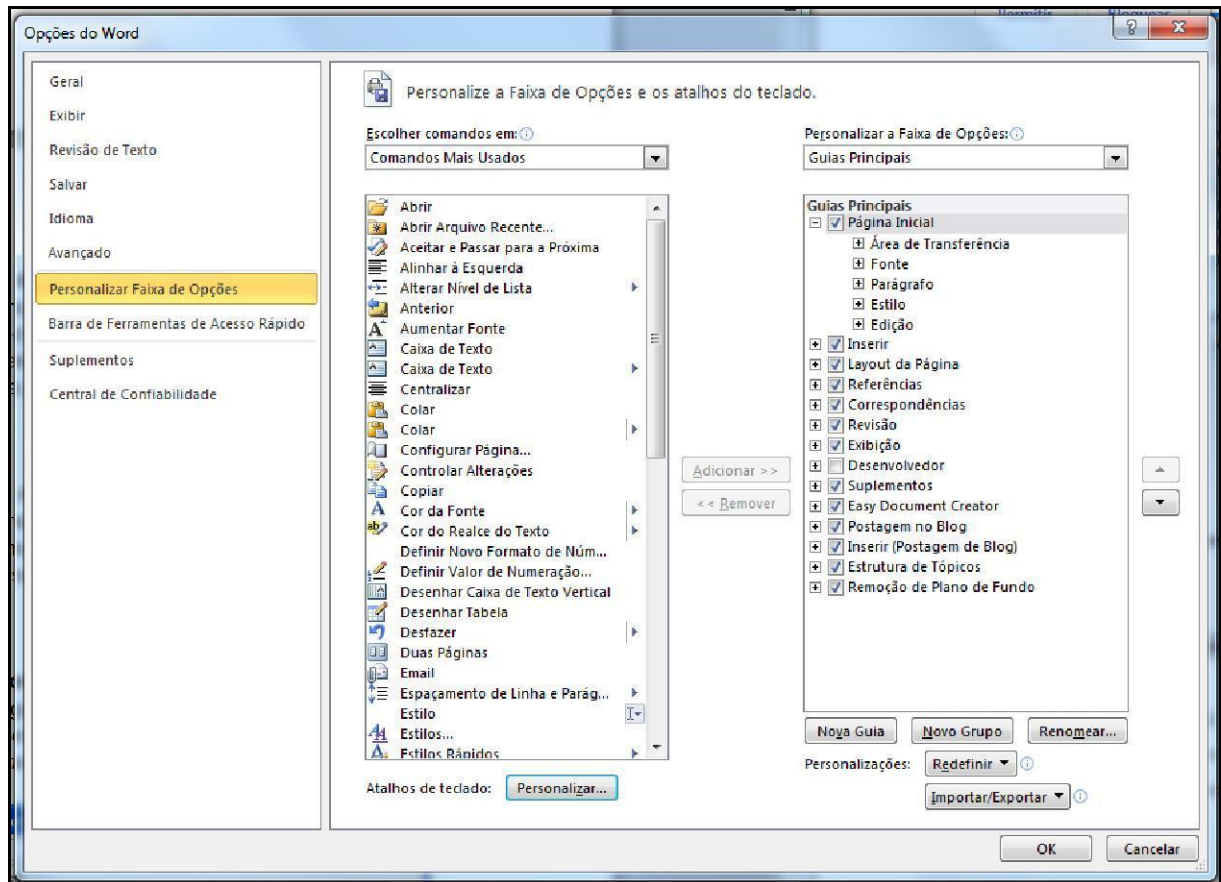 Permitir Bloquear
Opções do Word
Geral
Exibir
Revisão de Texto
Salvar
Idioma
Avançado
Personalizar Faixa de Opções
Barra de Ferramentas de Acesso Rápido
Suplementos
Central de Confiabilidade
Personalize a Faixa de Opções e os atalhos do teclado.
Escolher comandos em:
Comandos Mais Usados
Abrir
Abrir Arquivo Recente...
Aceitar e Passar para a Próxima
Alinhar à Esquerda
Alterar Nível de Lista
Anterior
Aumentar Fonte
Caixa de Texto
Caixa de Texto
Centralizar
Colar
Colar
Configurar Página...
Controlar Alterações
Copiar
Cor da Fonte
Cor do Realce do Texto
Definir Novo Formato de Núm...
Definir Valor de Numeração...
Desenhar Caixa de Texto Vertical
Desenhar Tabela
Desfazer
Duas Páginas
Email
Espaçamento de Linha e Parág...
Estilo
Estilos...
Estilos Rápidos
Atalhos de teclado: Personalizar...
Adicionar >>
<< Remover
Personalizar a Faixa de Opções:
Guias Principais
Guias Principais
Página Inicial
Área de Transferência
Fonte
Parágrafo
Estilo
Edição
Inserir
Layout da Página
Referências
Correspondências
Revisão
Exibição
Desenvolvedor
Suplementos
Easy Document Creator
Postagem no Blog
Inserir (Postagem de Blog)
Estrutura de Tópicos
Remoção de Plano de Fundo
Nova Guia Novo Grupo Renomear...
Personalizações: Redefinir
Importar/Exportar
OK Cancelar